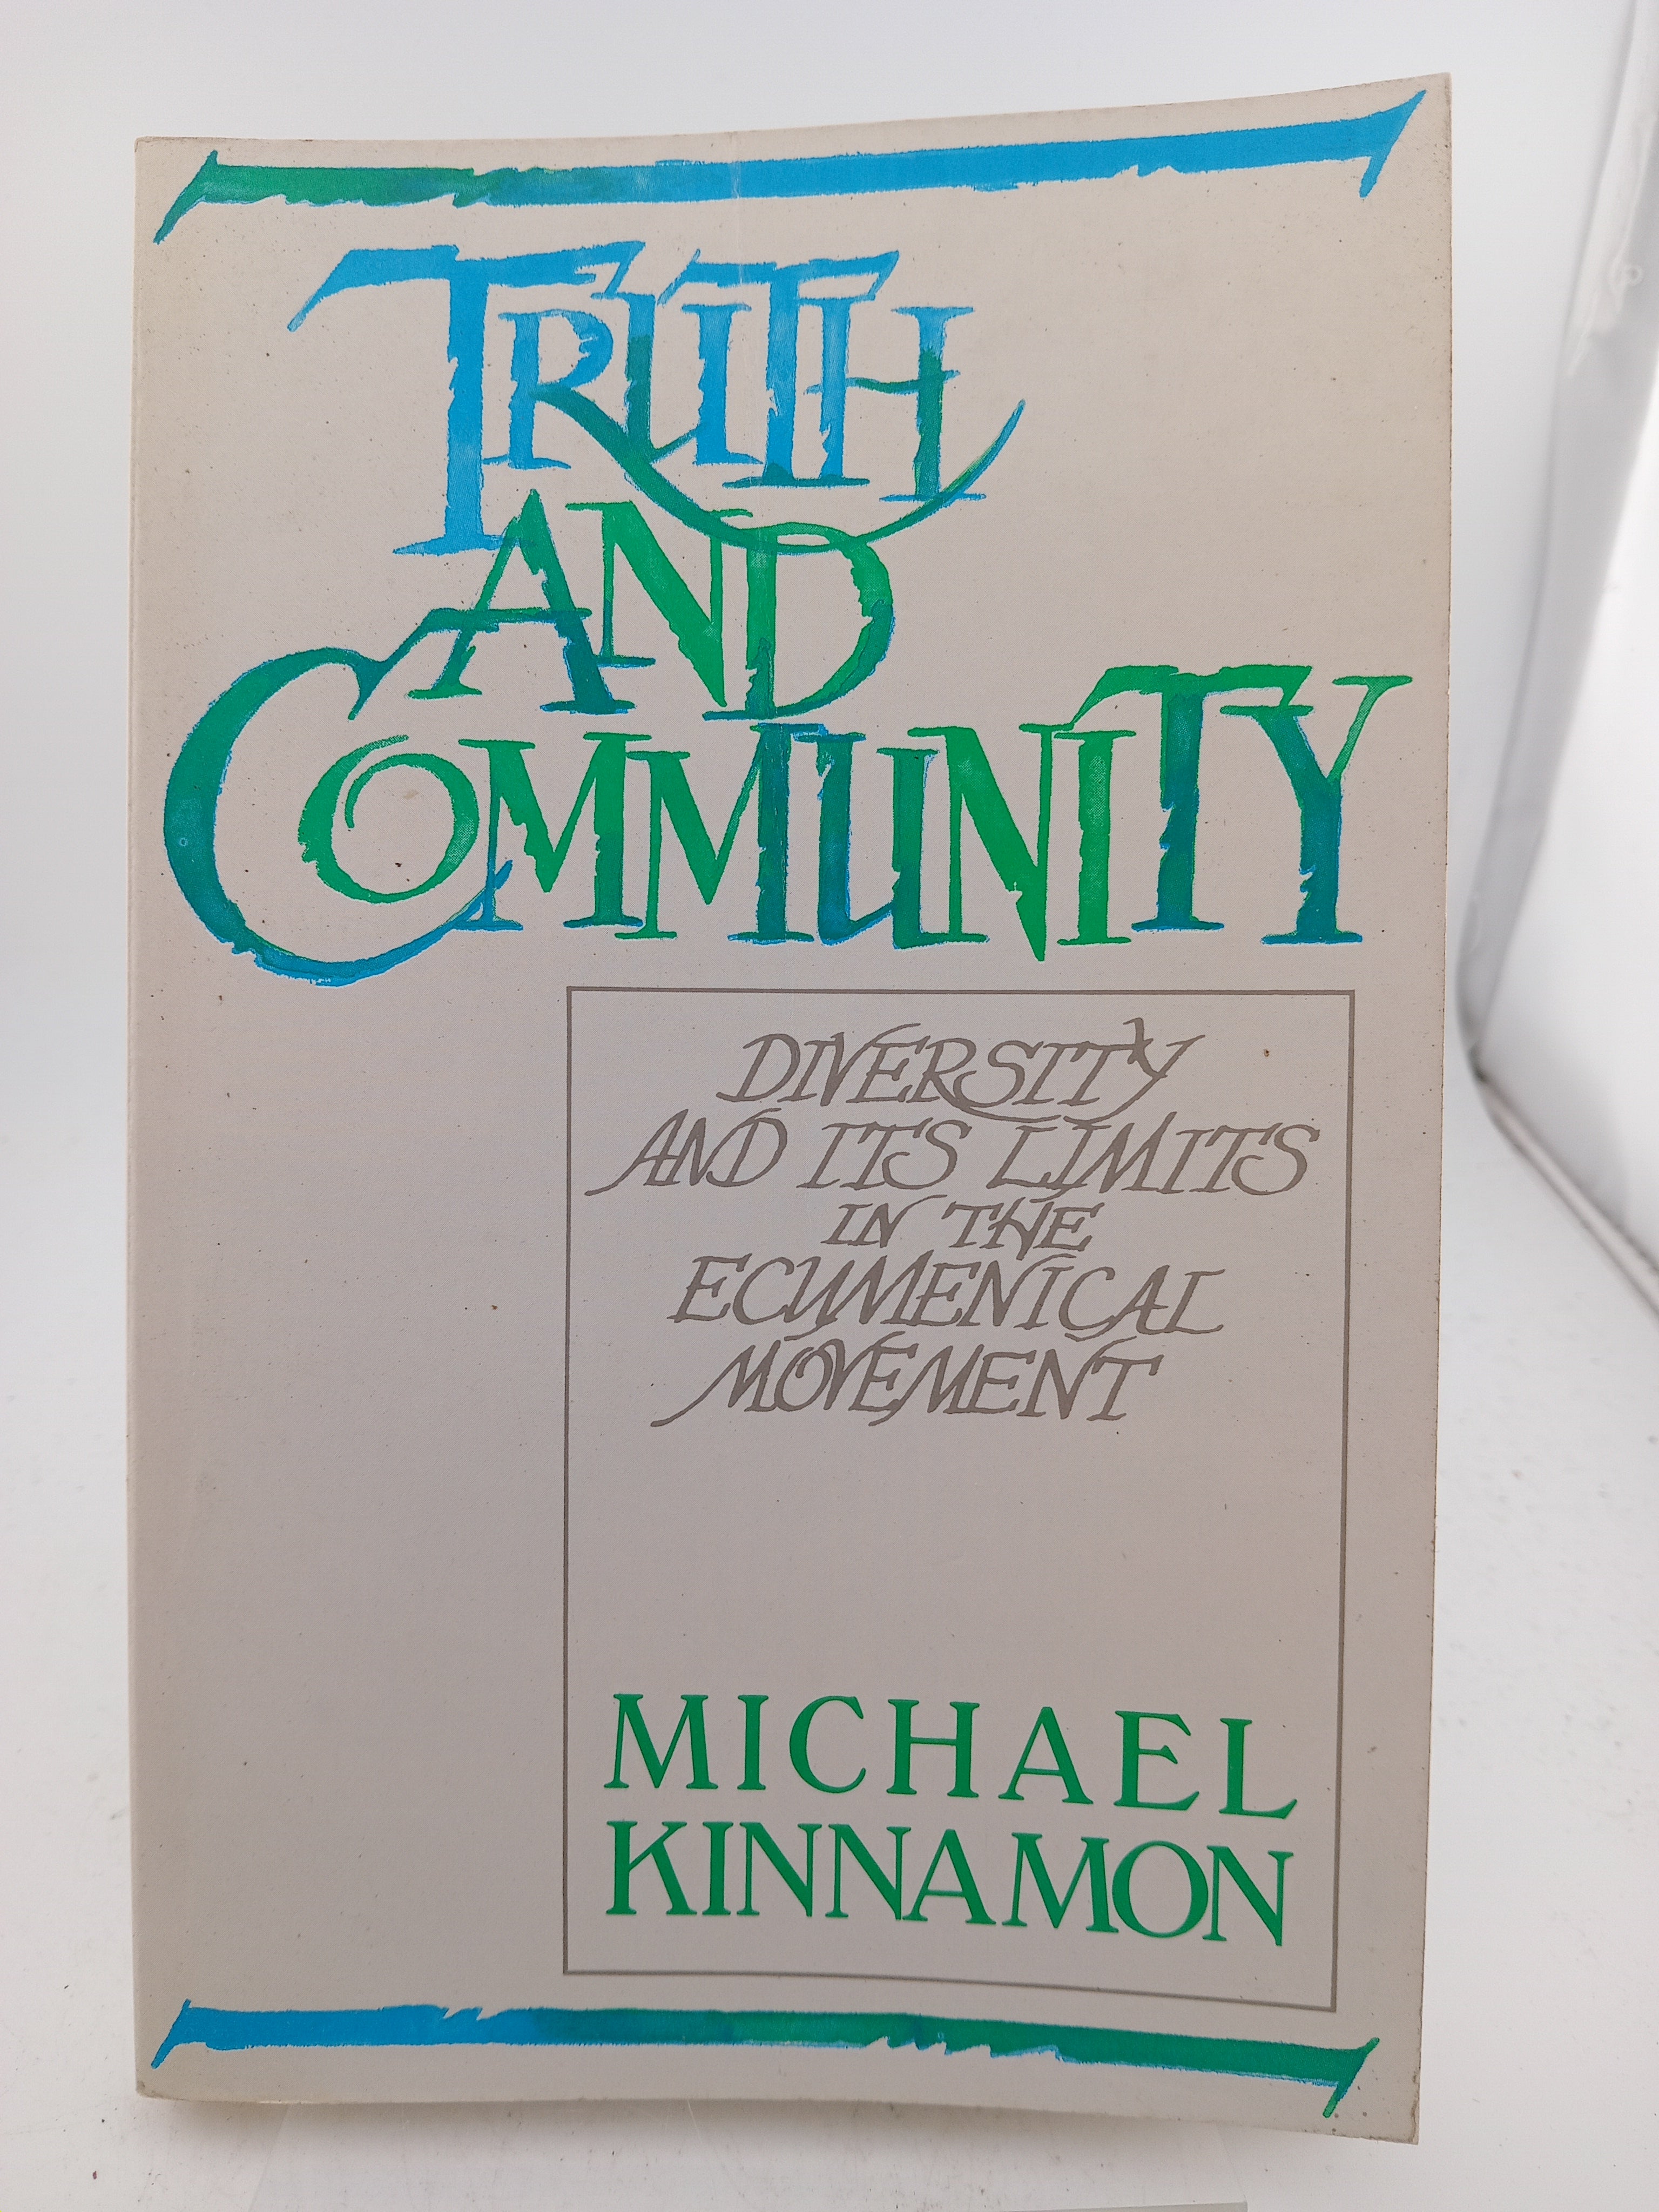 TRUTH
AND
COMMUNITY
DIVERSITY
AND ITS LIMITS
IN THE
ECUMENICAL
MOVEMENT
MICHAEL
KINNAMON